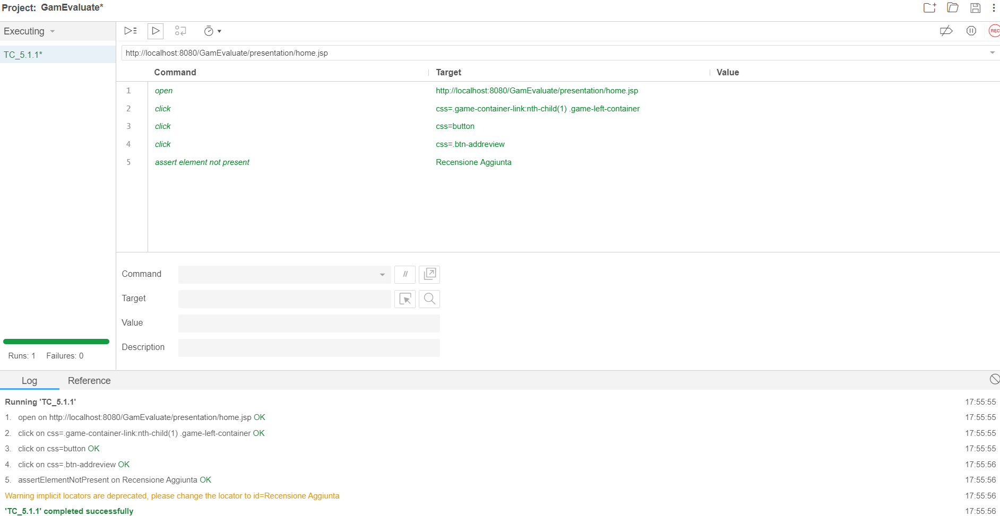 Project: GamEvaluate*
Executing
TC_5.1.1*
REC
http://localhost:8080/GamEvaluate/presentation/home.jsp
Command Target Value
1 open http://localhost:8080/GamEvaluate/presentation/home.jsp
2 click css=.game-container-link:nth-child(1) .game-left-container
3 click css=button
4 click css=.btn-addreview
5 assert element not present Recensione Aggiunta
Command //
Target
Value
Description
Runs: 1 Failures: 0
Log Reference
Running 'TC_5.1.1' 17:55:55
1. open on http://localhost:8080/GamEvaluate/presentation/home.jsp OK 17:55:55
2. click on css=.game-container-link:nth-child(1) .game-left-container OK 17:55:55
3. click on css=button OK 17:55:55
4. click on css=.btn-addreview OK 17:55:56
5. assertElementNotPresent on Recensione Aggiunta OK 17:55:56
Warning implicit locators are deprecated, please change the locator to id=Recensione Aggiunta 17:55:56
'TC_5.1.1' completed successfully 17:55:56